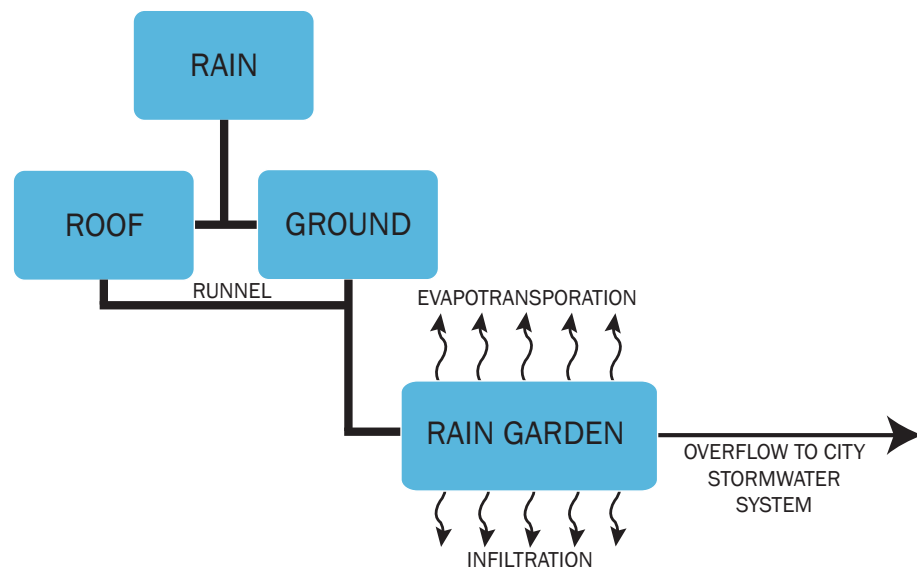 RAIN
ROOF
GROUND
RUNNEL
EVAPOTRANSPORATION
RAIN GARDEN
OVERFLOW TO CITY
STORMWATER
SYSTEM
INFILTRATION